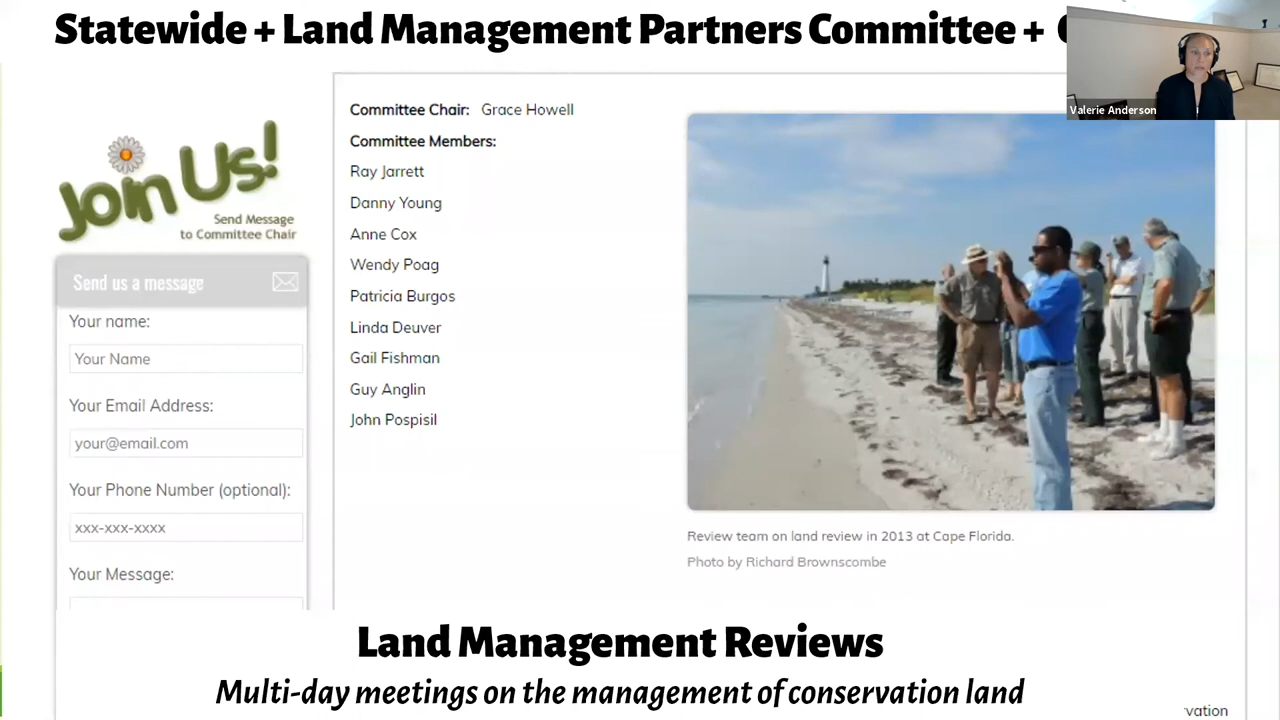 Statewide + Land Management Partners Committee +
Valerie Anderson
Join Us!
Send Message
to Committee Chair
Send us a message
Your name:
Your Name
Your Email Address:
your@email.com
Your Phone Number (optional):
xxx-xxx-xxxx
Your Message:
Committee Chair: Grace Howell
Committee Members:
Ray Jarrett
Danny Young
Anne Cox
Wendy Poag
Patricia Burgos
Linda Deuver
Gail Fishman
Guy Anglin
John Pospisil
Review team on land review in 2013 at Cape Florida.
Photo by Richard Brownscombe
Land Management Reviews
Multi-day meetings on the management of conservation land
vation